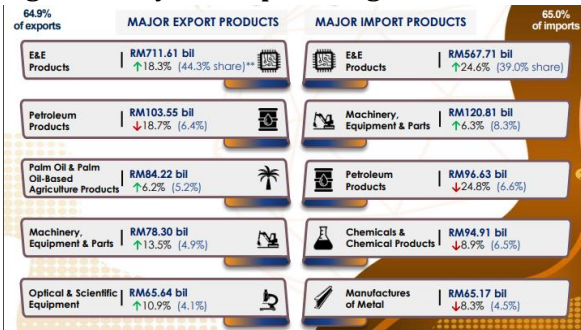 64.9%
of exports
MAJOR EXPORT PRODUCTS
MAJOR IMPORT PRODUCTS
65.0%
of imports
E&E
Products
RM711.61 bil
↑18.3% (44.3% share)**
Petroleum
Products
RM103.55 bil
↓18.7% (6.4%)
Palm Oil & Palm
Oil-Based
Agriculture Products
RM84.22 bil
↑6.2% (5.2%)
Machinery,
Equipment & Parts
RM78.30 bil
↑13.5% (4.9%)
Optical & Scientific
Equipment
RM65.64 bil
↑10.9% (4.1%)
E&E
Products
RM567.71 bil
↑24.6% (39.0% share)
Machinery,
Equipment & Parts
RM120.81 bil
↑6.3% (8.3%)
Petroleum
Products
RM96.63 bil
↓24.8% (6.6%)
Chemicals &
Chemical Products
RM94.91 bil
↓8.9% (6.5%)
Manufactures
of Metal
RM65.17 bil
↓8.3% (4.5%)